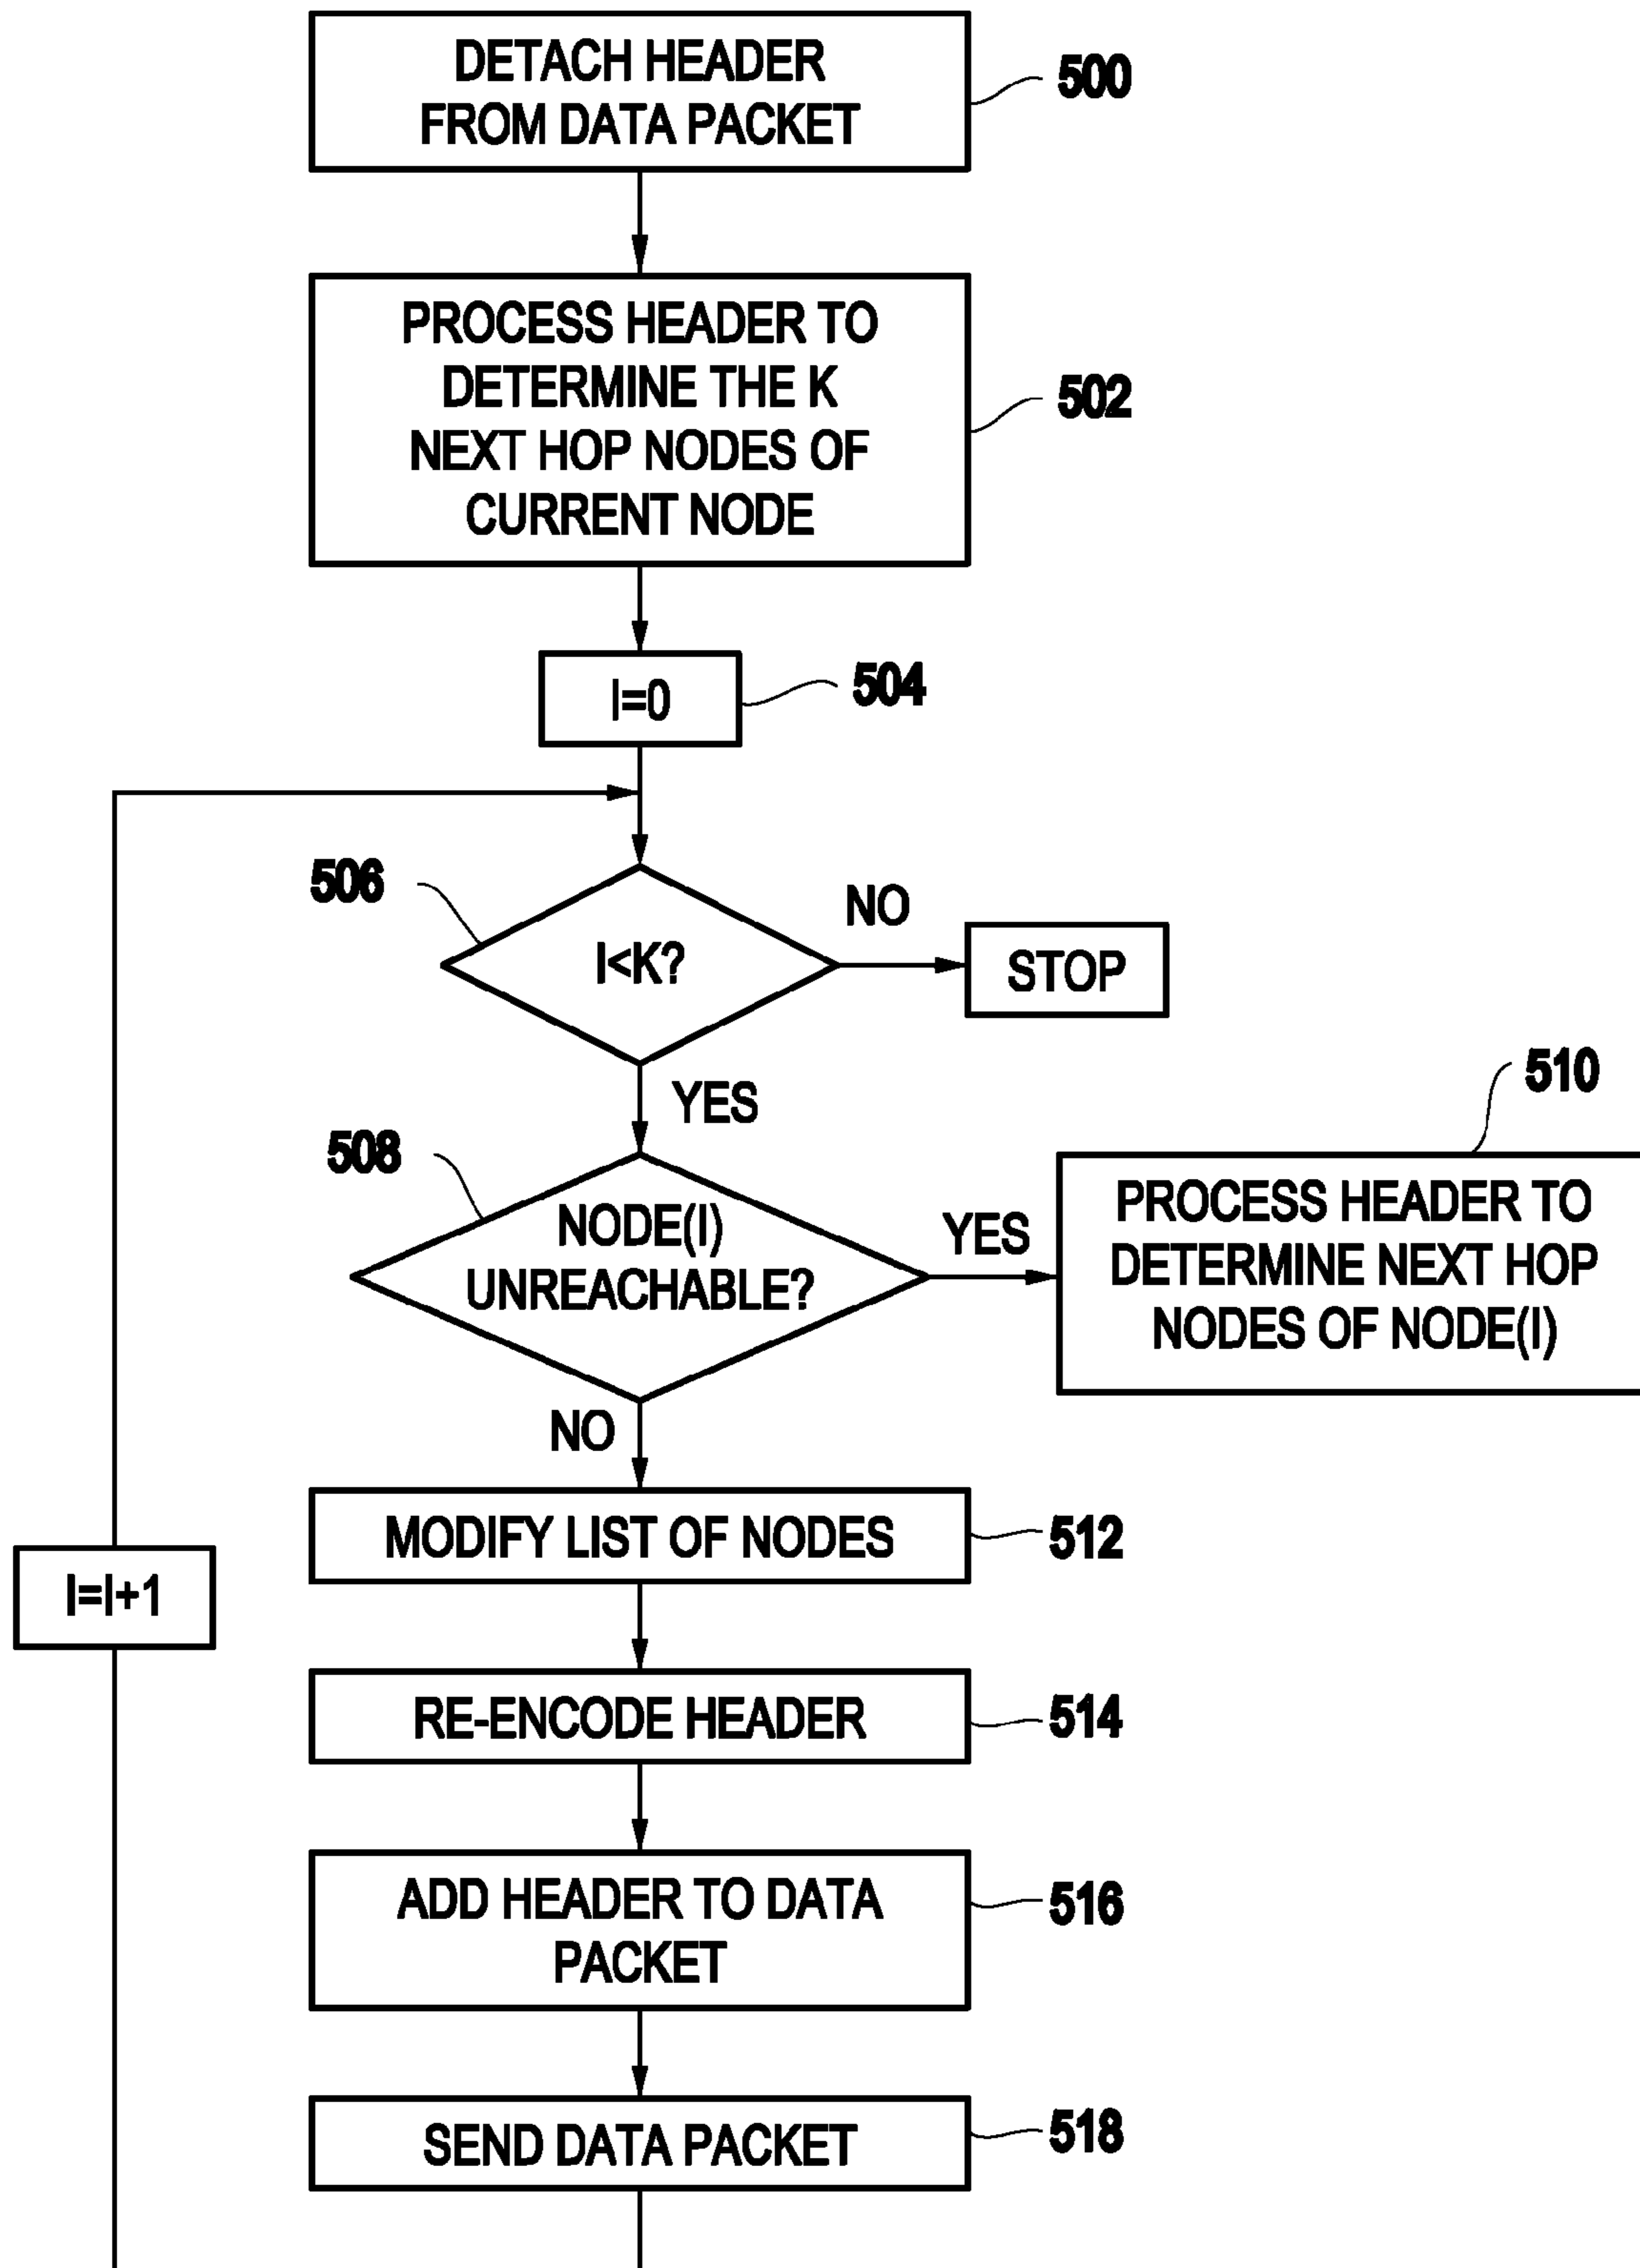 DETACH HEADER
FROM DATA PACKET
500
PROCESS HEADER TO
DETERMINE THE K
NEXT HOP NODES OF
CURRENT NODE
502
I=0
504
506
I<K?
NO
STOP
YES
508
NODE(I)
UNREACHABLE?
YES
510
PROCESS HEADER TO
DETERMINE NEXT HOP
NODES OF NODE(I)
NO
MODIFY LIST OF NODES
512
I=I+1
RE-ENCODE HEADER
514
ADD HEADER TO DATA
PACKET
516
SEND DATA PACKET
518